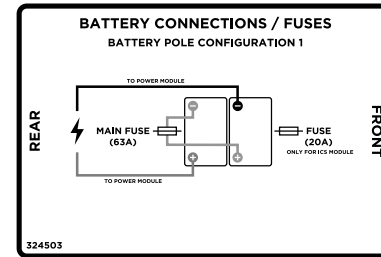 BATTERY CONNECTIONS / FUSES
BATTERY POLE CONFIGURATION 1
TO POWER MODULE
REAR
MAIN FUSE
(63A)
FUSE
(20A)
ONLY FOR ICS MODULE
FRONT
TO POWER MODULE
324503